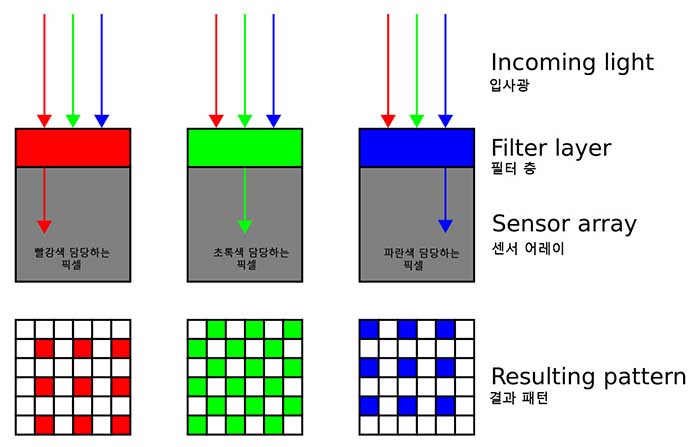 Incoming light
입사광
Filter layer
필터 층
Sensor array
센서 어레이
빨강색 담당하는
픽셀
초록색 담당하는
픽셀
파란색 담당하는
픽셀
Resulting pattern
결과 패턴